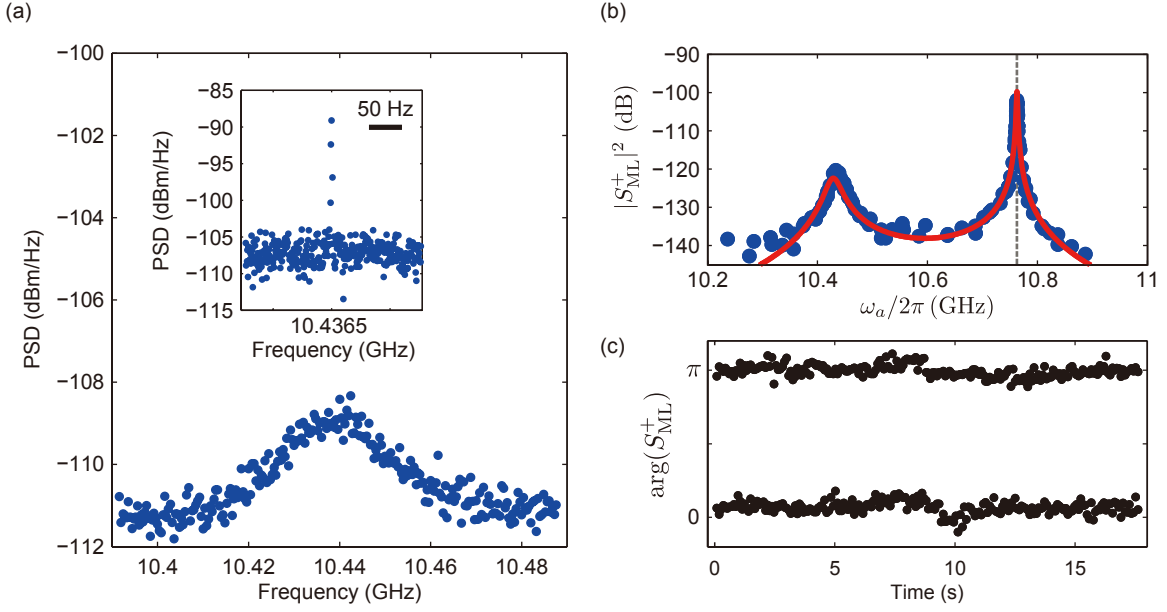 (a)
−100
−102
−104
−106
−108
−110
−112
PSD (dBm/Hz)
10.4
10.42
10.44
10.46
10.48
Frequency (GHz)
−85
−90
−95
−100
−105
−110
−115
PSD (dBm/Hz)
50 Hz
10.4365
Frequency (GHz)
(b)
−90
−100
−110
−120
−130
−140
|S⁺_ML|² (dB)
10.2
10.4
10.6
10.8
11
ω_a/2π (GHz)
(c)
π
0
arg(S⁺_ML)
0
5
10
15
Time (s)